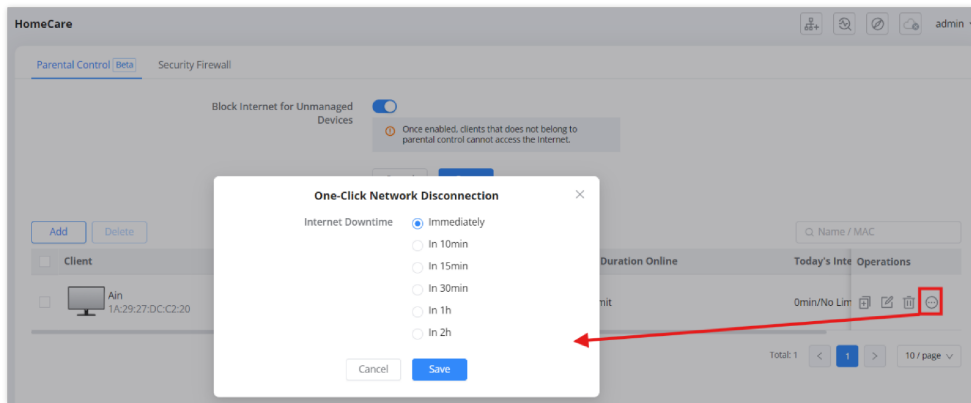 HomeCare
admin
Parental Control Beta
Security Firewall
Block Internet for Unmanaged
Devices
Once enabled, clients that does not belong to
parental control cannot access the Internet.
One-Click Network Disconnection
Internet Downtime
Immediately
In 10min
In 15min
In 30min
In 1h
In 2h
Cancel
Save
Add
Delete
Name / MAC
Client
Duration Online
Today's Inte
Operations
Ain
1A:29:27:DC:C2:20
mit
0min/No Lim
Total: 1
1
10 / page